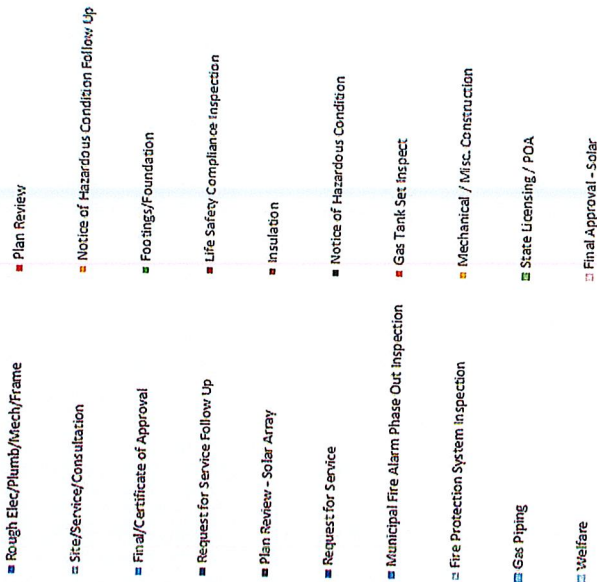 Rough Elec/Plumb/Mech/Frame
Plan Review
Site/Service/Consultation
Notice of Hazardous Condition Follow Up
Final/Certificate of Approval
Footings/Foundation
Request for Service Follow Up
Life Safety Compliance Inspection
Plan Review - Solar Array
Insulation
Request for Service
Notice of Hazardous Condition
Municipal Fire Alarm Phase Out Inspection
Gas Tank Set Inspect
Fire Protection System Inspection
Mechanical / Misc. Construction
Gas Piping
State Licensing / POA
Welfare
Final Approval - Solar